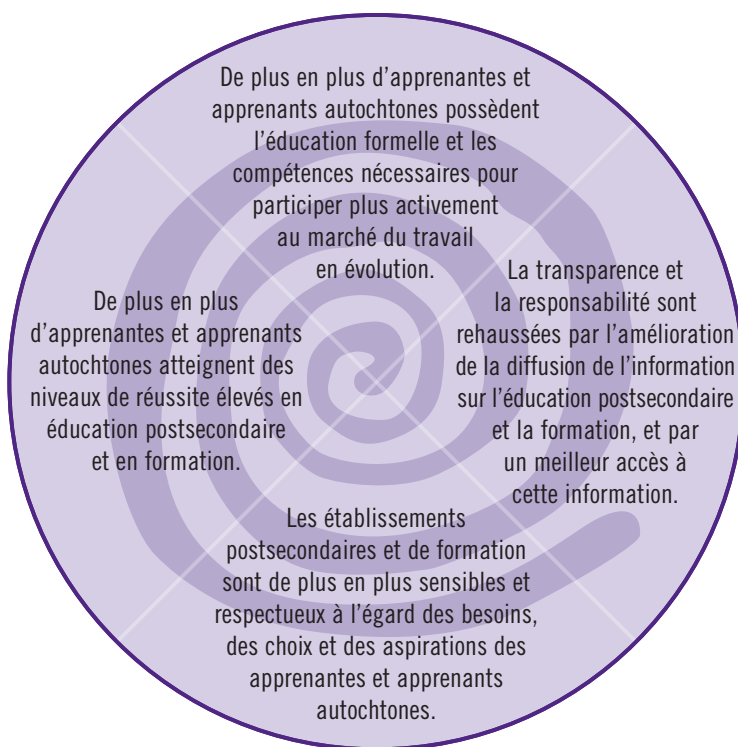 De plus en plus d'apprenantes et
apprenants autochtones possèdent
l'éducation formelle et les
compétences nécessaires pour
participer plus activement
au marché du travail
en évolution.
La transparence et
la responsabilité sont
rehaussées par l'amélioration
de la diffusion de l'information
sur l'éducation postsecondaire
et la formation, et par
un meilleur accès à
cette information.
De plus en plus
d'apprenantes et apprenants
autochtones atteignent des
niveaux de réussite élevés en
éducation postsecondaire
et en formation.
Les établissements
postsecondaires et de formation
sont de plus en plus sensibles et
respectueux à l'égard des besoins,
des choix et des aspirations des
apprenantes et apprenants
autochtones.